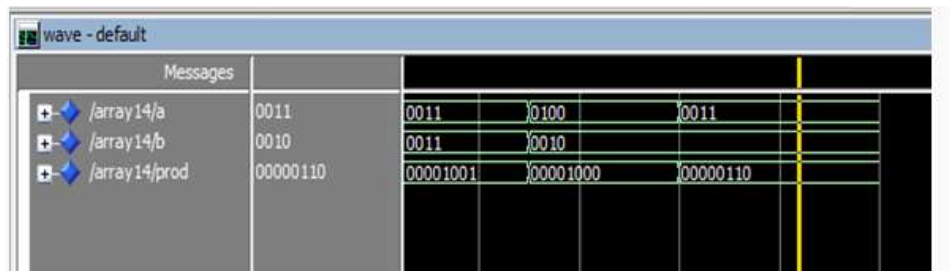 wave - default
Messages
/array14/a 0011 0011 0100 0011
/array14/b 0010 0011 0010
/array14/prod 00000110 00001001 00001000 00000110